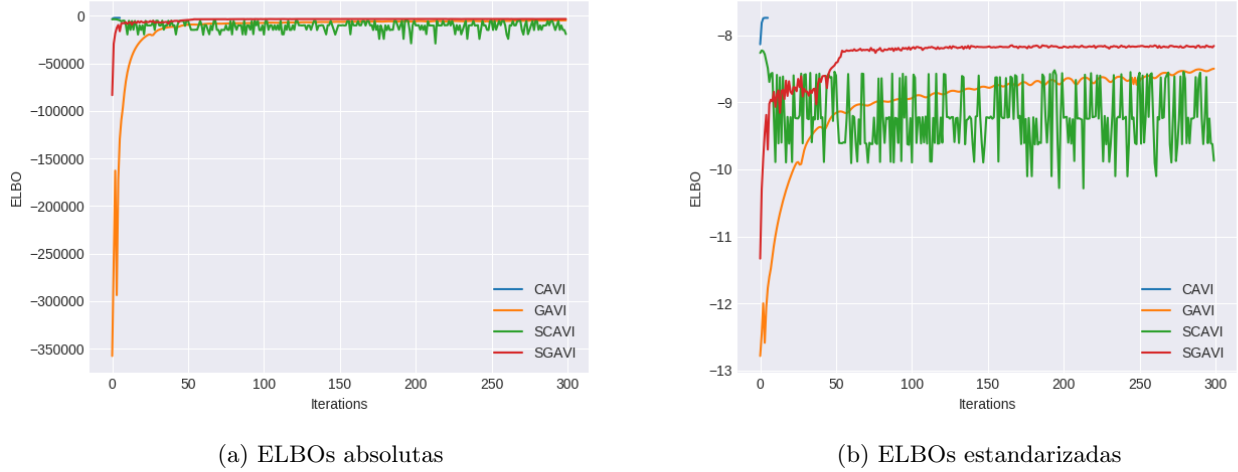 0
−50000
−100000
−150000
−200000
−250000
−300000
−350000
ELBO
0 50 100 150 200 250 300
Iterations
CAVI
GAVI
SCAVI
SGAVI
(a) ELBOs absolutas
−8
−9
−10
−11
−12
−13
ELBO
0 50 100 150 200 250 300
Iterations
CAVI
GAVI
SCAVI
SGAVI
(b) ELBOs estandarizadas